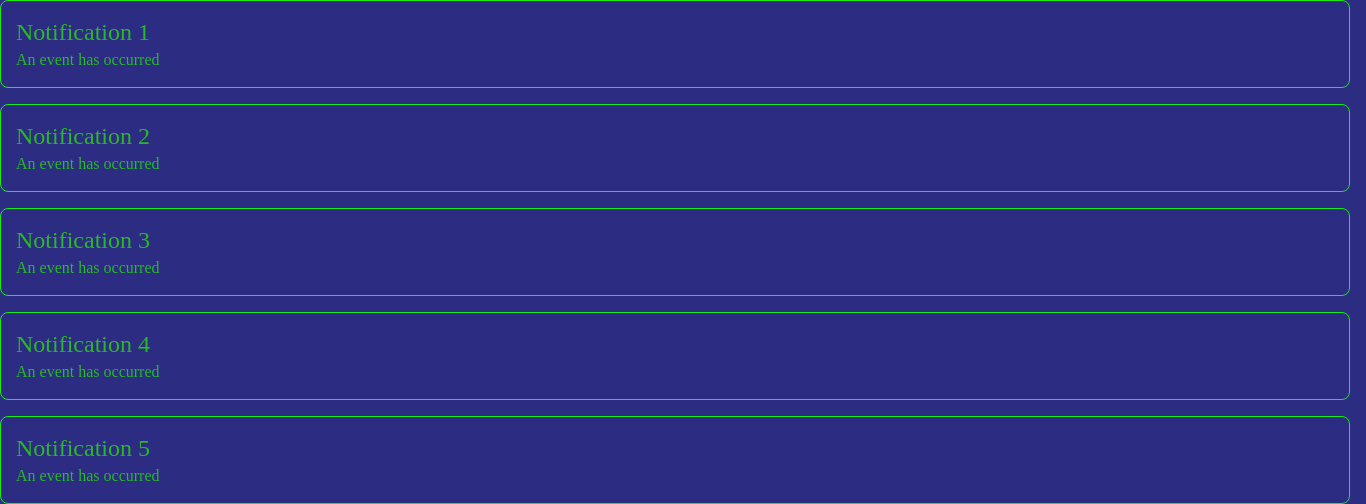 Notification 1
An event has occurred
Notification 2
An event has occurred
Notification 3
An event has occurred
Notification 4
An event has occurred
Notification 5
An event has occurred